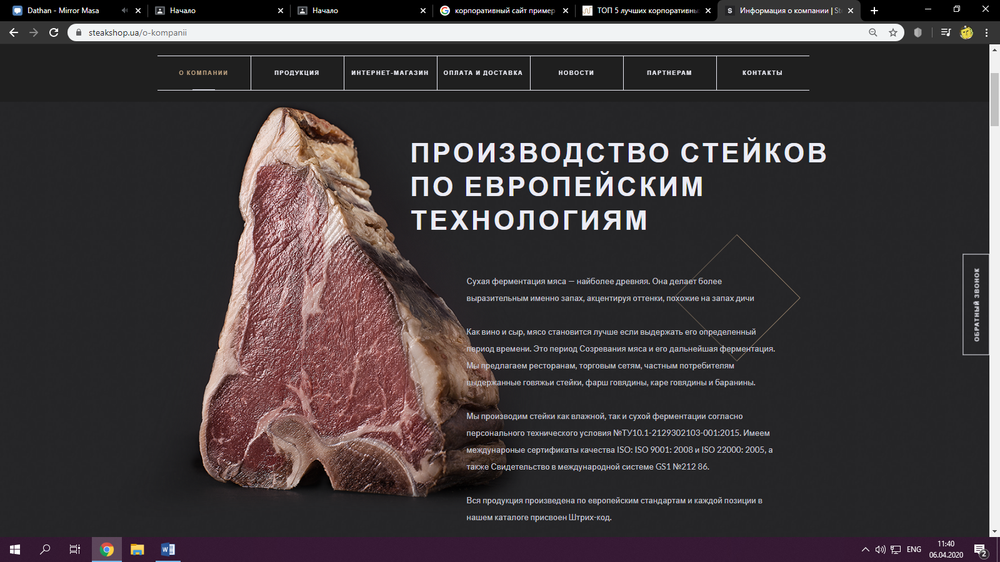 Dathan - Mirror Masa
Начало
Начало
корпоративный сайт пример
ТОП 5 лучших корпоративны
S
Информация о компании | St
steakshop.ua/o-kompanii
О КОМПАНИИ
ПРОДУКЦИЯ
ИНТЕРНЕТ-МАГАЗИН
ОПЛАТА И ДОСТАВКА
НОВОСТИ
ПАРТНЕРАМ
КОНТАКТЫ
ПРОИЗВОДСТВО СТЕЙКОВ
ПО ЕВРОПЕЙСКИМ
ТЕХНОЛОГИЯМ
Сухая ферментация мяса — наиболее древняя. Она делает более
выразительным именно запах, акцентируя оттенки, похожие на запах дичи
Как вино и сыр, мясо становится лучше если выдержать его определенный
период времени. Это период Созревания мяса и его дальнейшая ферментация.
Мы предлагаем ресторанам, торговым сетям, частным потребителям
выдержанные говяжьи стейки, фарш говядины, каре говядины и баранины.
Мы производим стейки как влажной, так и сухой ферментации согласно
персонального технического условия №ТУ10.1-2129302103-001:2015. Имеем
международные сертификаты качества ISO: ISO 9001: 2008 и ISO 22000: 2005, а
также Свидетельство в международной системе GS1 №212 86.
Вся продукция произведена по европейским стандартам и каждой позиции в
нашем каталоге присвоен Штрих-код.
ОБРАТНЫЙ ЗВОНОК
ENG
11:40
06.04.2020
2